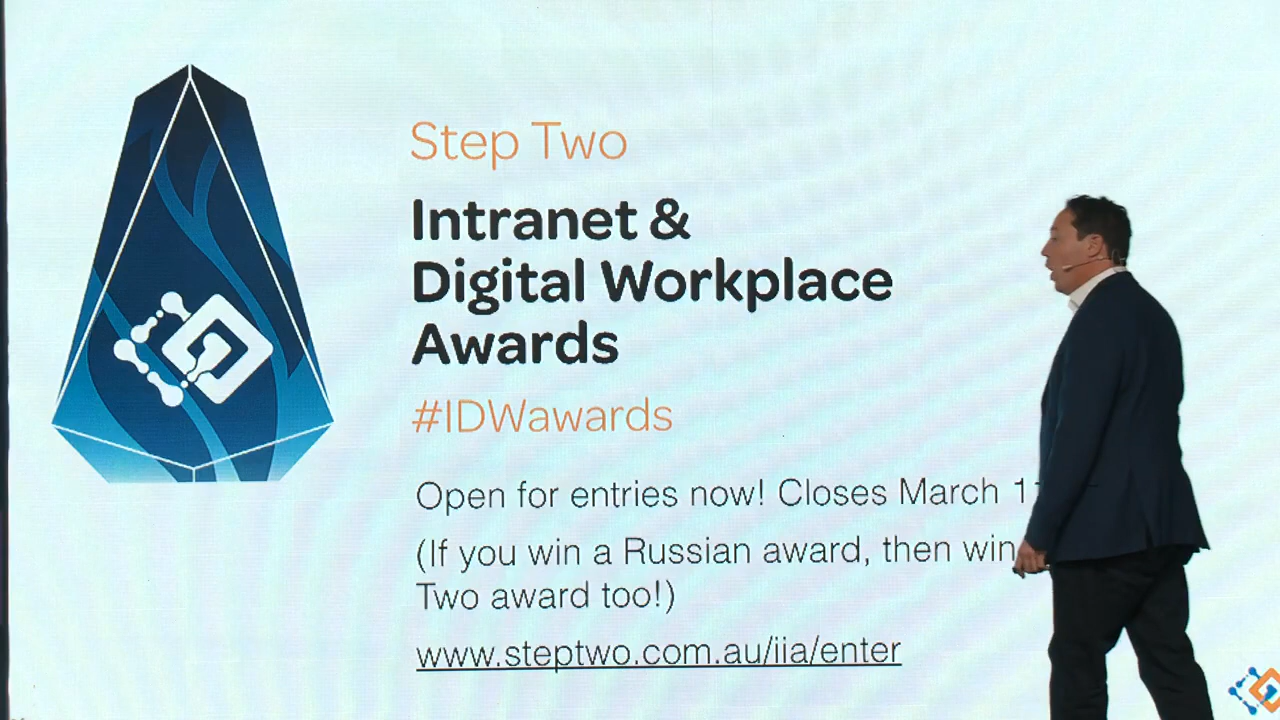 Step Two
Intranet &
Digital Workplace
Awards
#IDWawards
Open for entries now! Closes March
(If you win a Russian award, then win
Two award too!)
www.steptwo.com.au/iia/enter